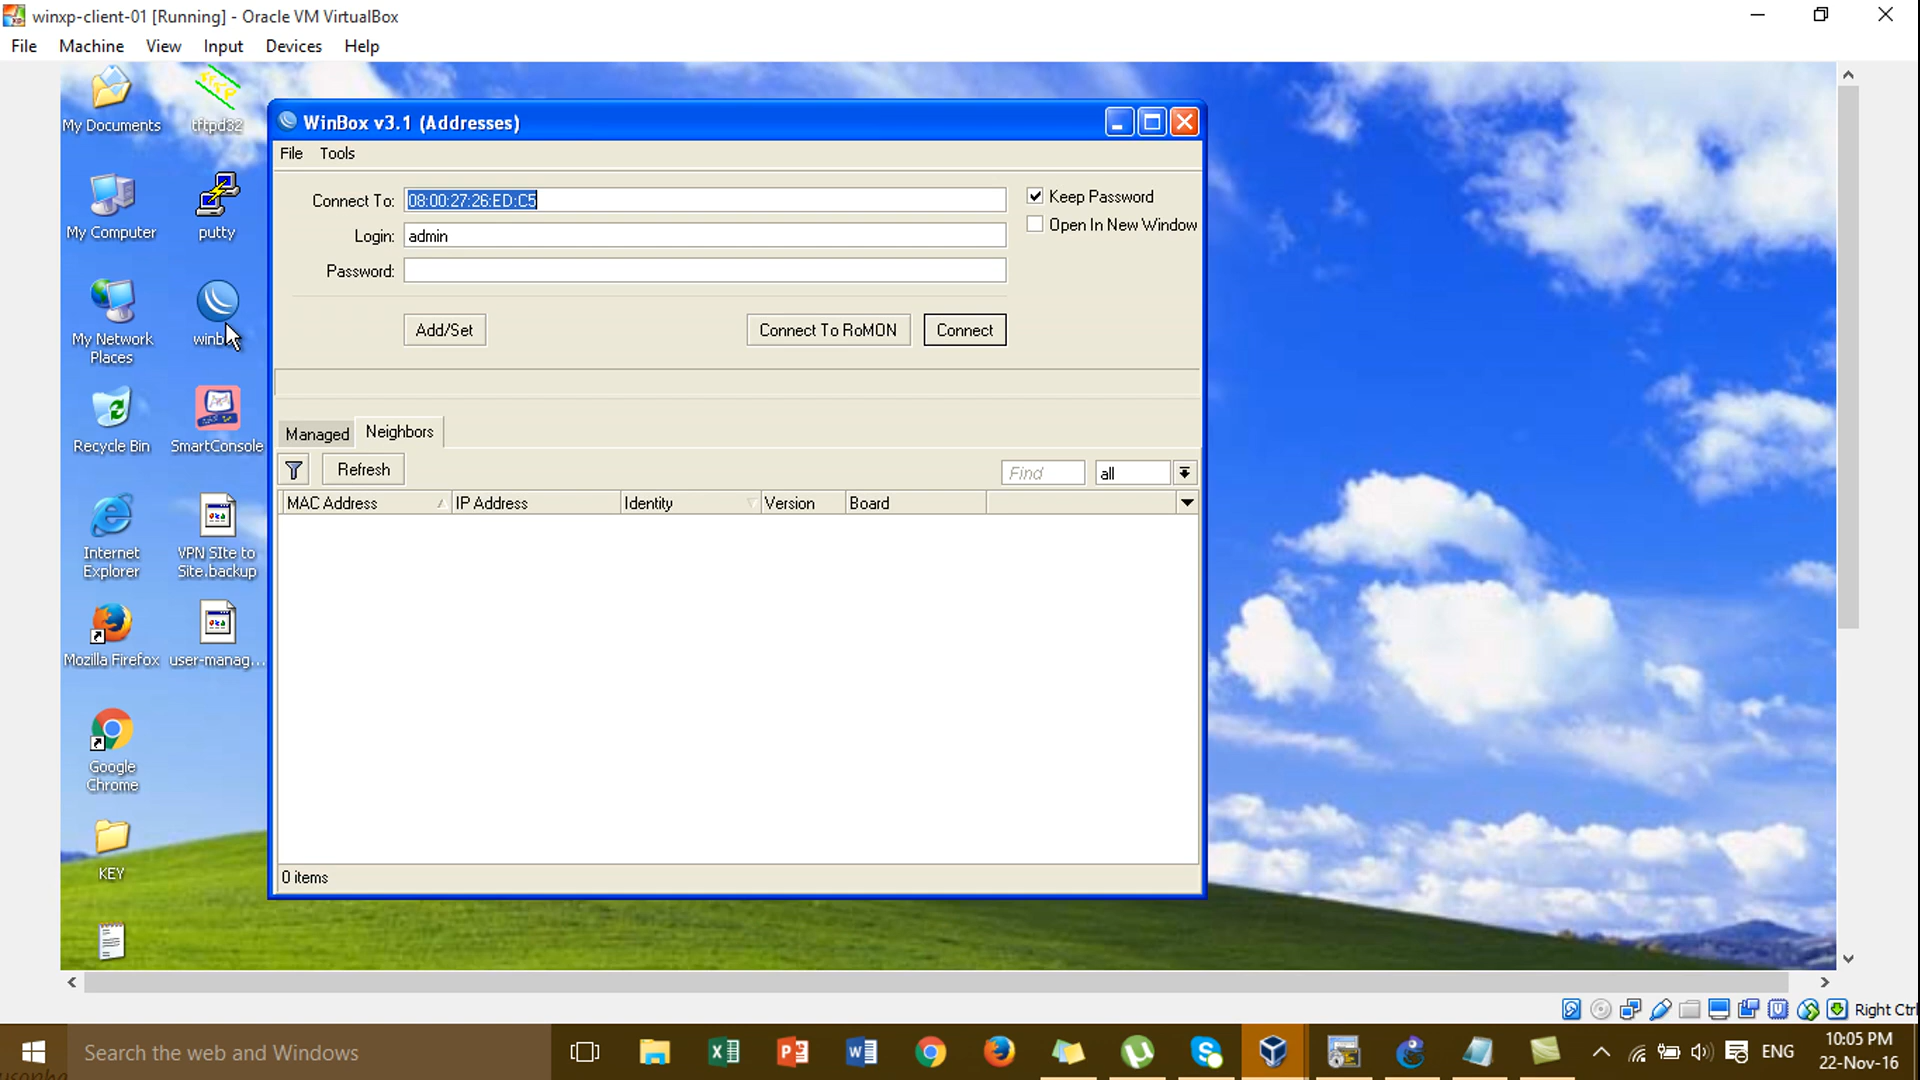 winxp-client-01 [Running] - Oracle VM VirtualBox
File Machine View Input Devices Help
My Documents
tftpd32
My Computer
putty
My Network Places
Recycle Bin
SmartConsole
Internet Explorer
VPN SIte to Site.backup
Mozilla Firefox
user-manag...
Google Chrome
KEY
WinBox v3.1 (Addresses)
File Tools
Connect To: 08:00:27:26:ED:C5
Keep Password
Open In New Window
Login: admin
Password:
Add/Set
Connect To RoMON
Connect
Managed Neighbors
Refresh
Find
all
MAC Address IP Address Identity Version Board
0 items
Right Ctrl
Search the web and Windows
ENG
10:05 PM
22-Nov-16